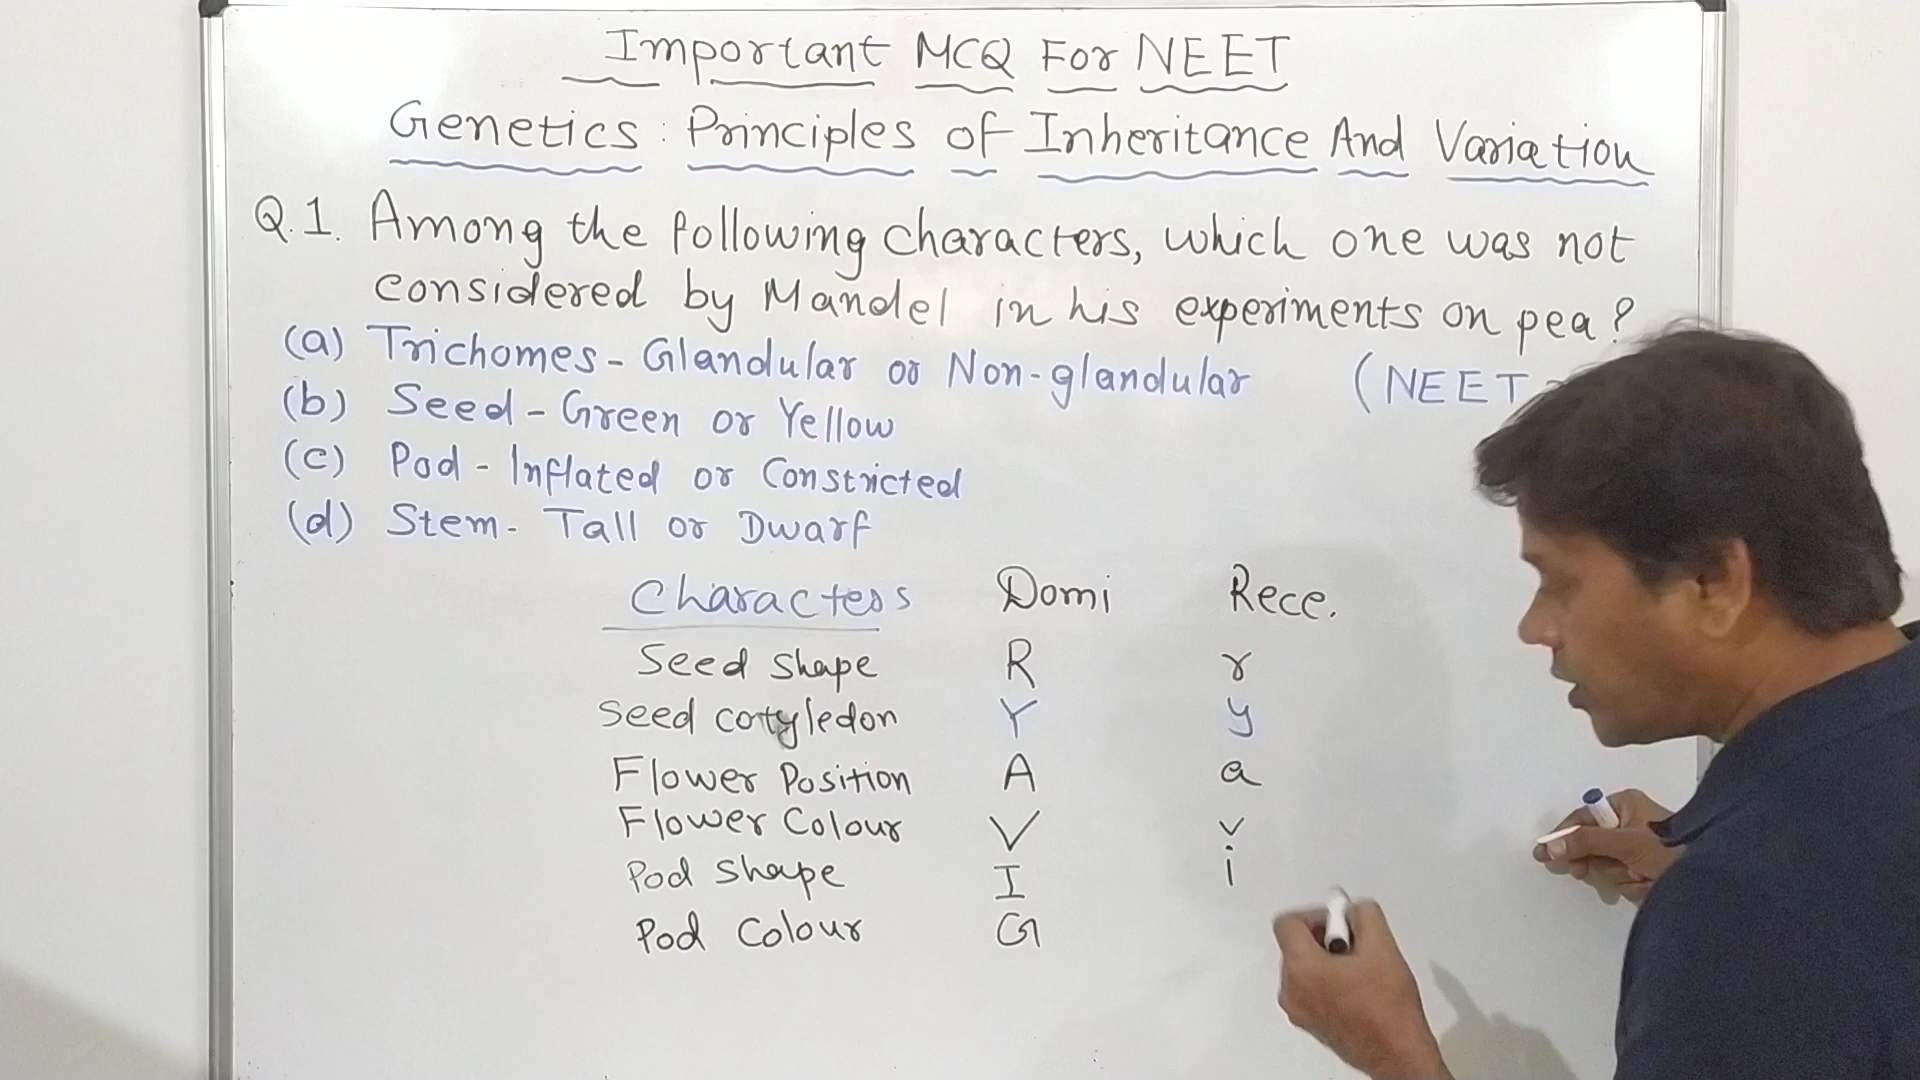 Important MCQ For NEET
Genetics: Principles of Inheritance And Variation
Q.1. Among the following characters, which one was not
considered by Mandel in his experiments on pea?
(a) Trichomes - Glandular or Non-glandular (NEET
(b) Seed - Green or Yellow
(c) Pod - Inflated or Constricted
(d) Stem - Tall or Dwarf
Characters Domi Rece.
Seed Shape R r
Seed cotyledon Y y
Flower Position A a
Flower Colour V v
Pod Shape I i
Pod Colour G